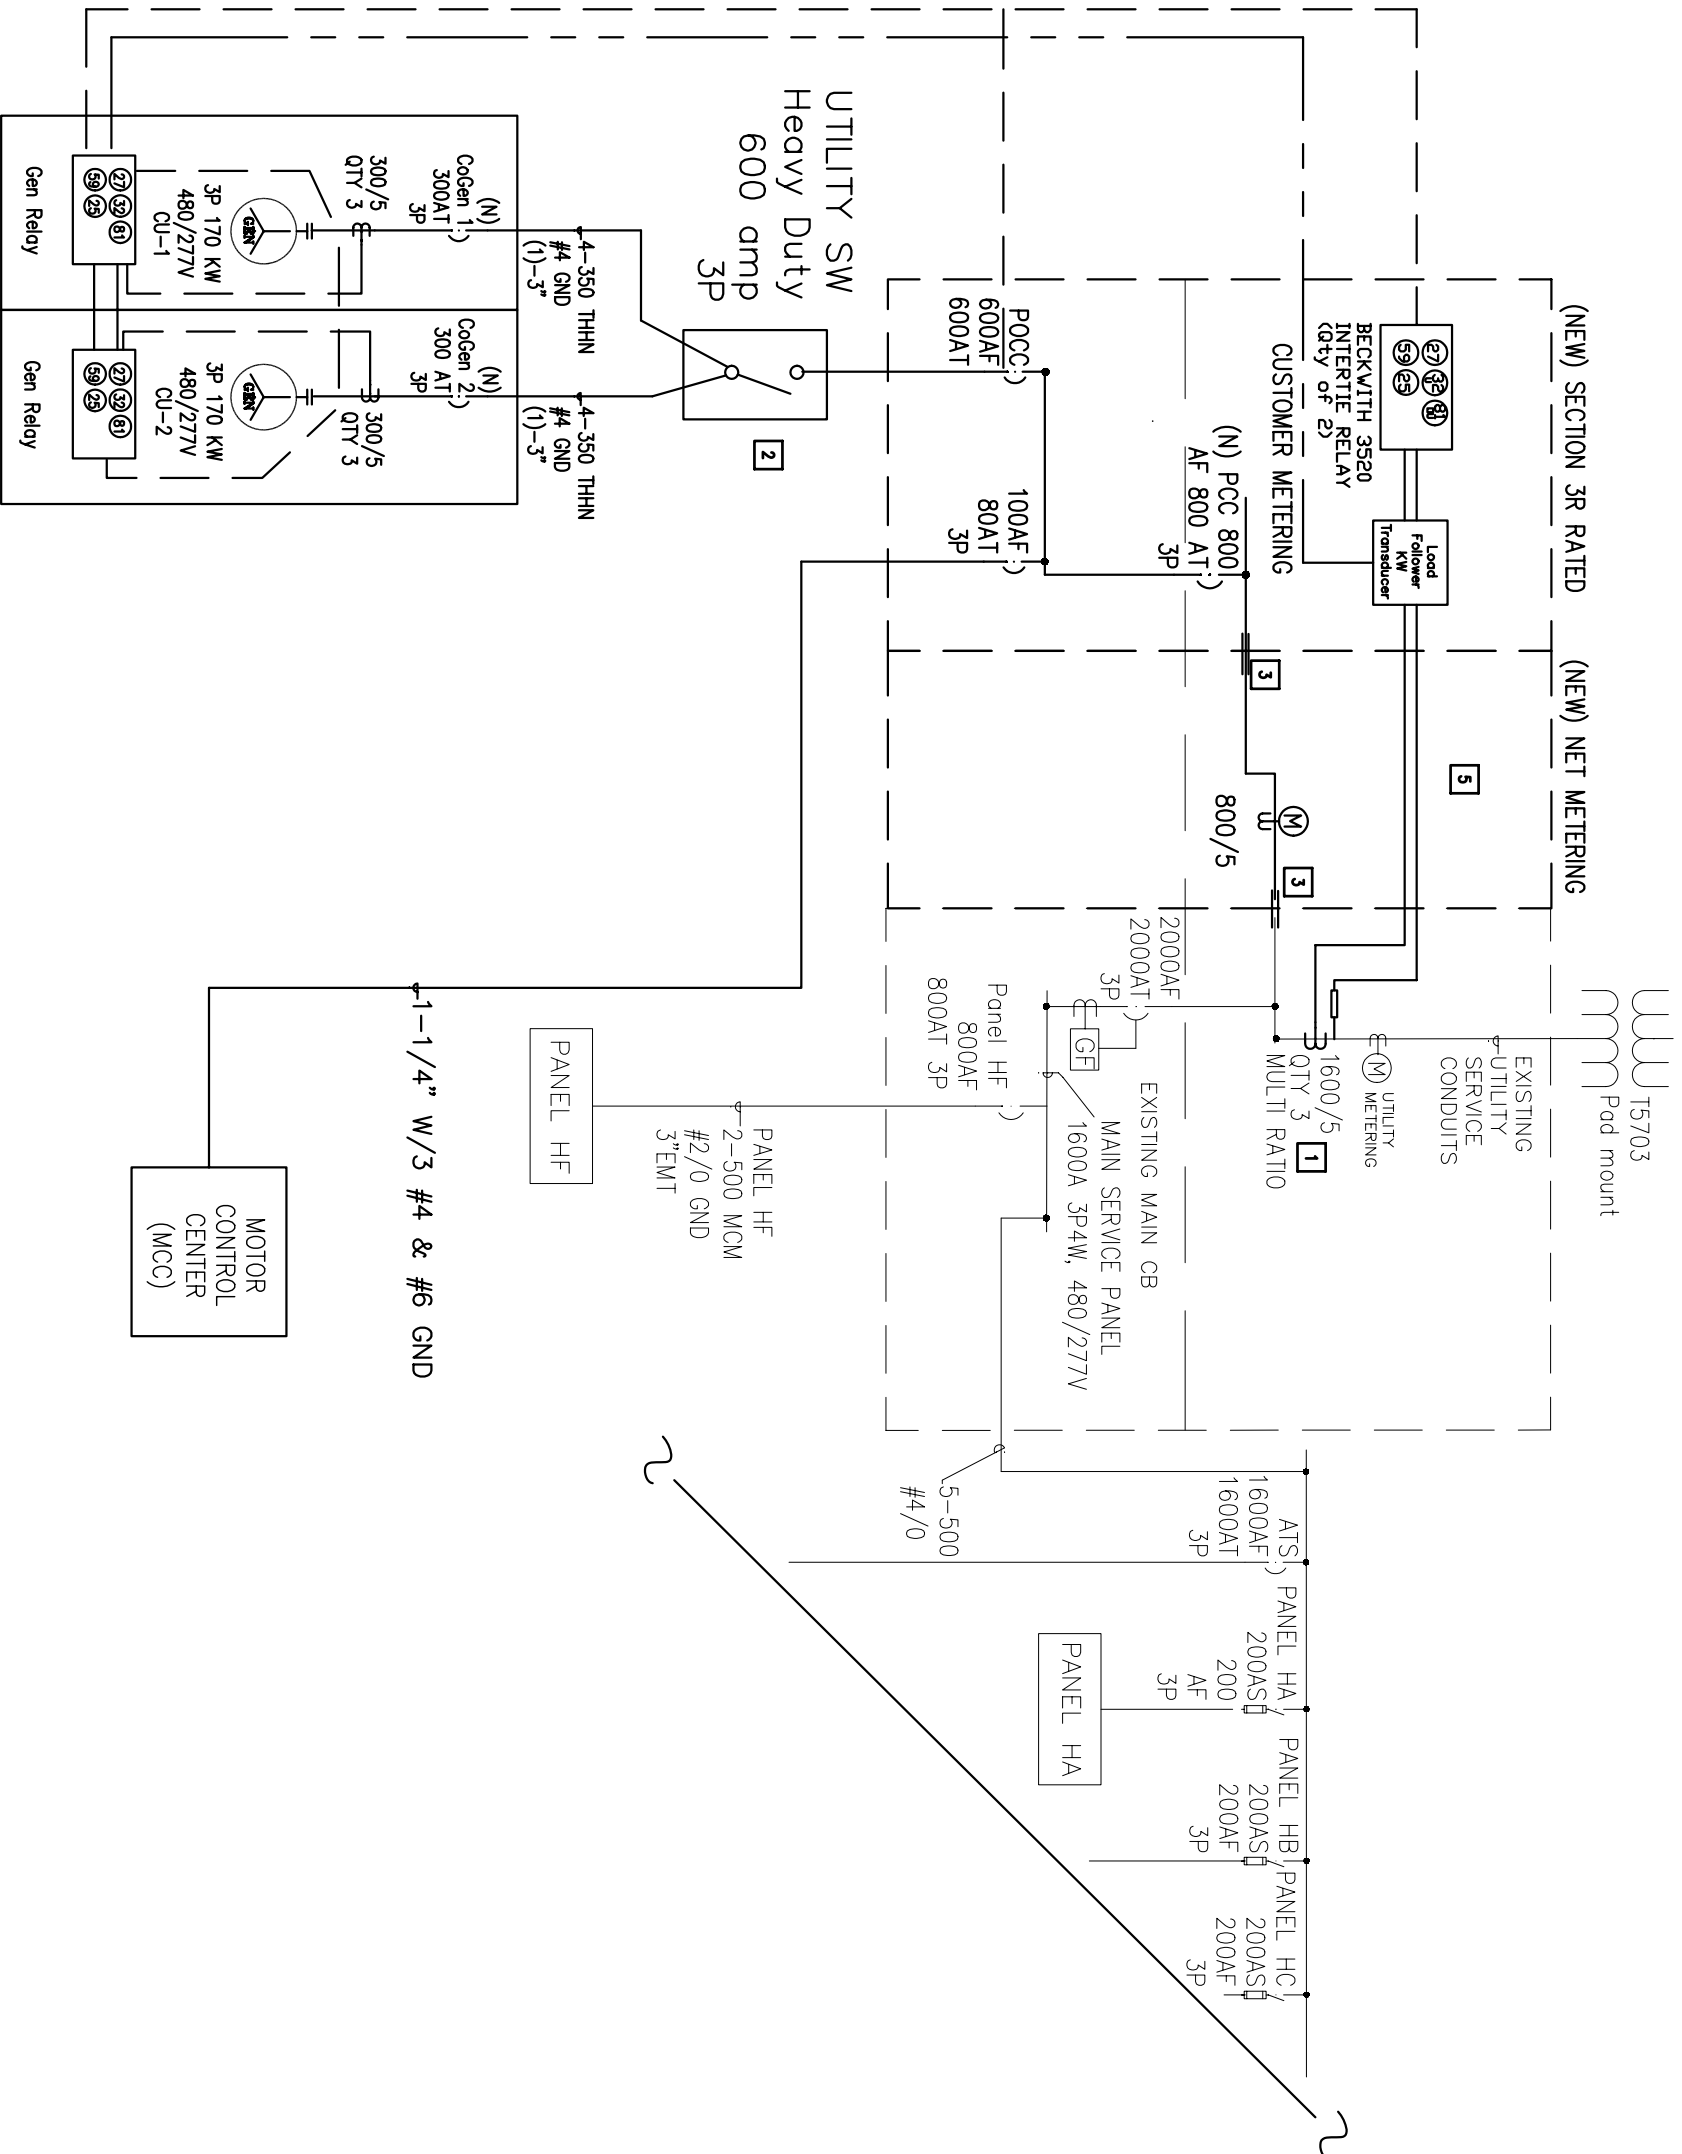 T5703
Pad mount
(NEW) SECTION 3R RATED
(NEW) NET METERING
EXISTING
UTILITY
SERVICE
CONDUITS
5
UTILITY
METERING
M
27
32
81
59
25
BECKWITH 3520
INTERTIE RELAY
(Qty of 2)
Load
Follower
KW
Transducer
1600/5
QTY 3
MULTI RATIO
1
CUSTOMER METERING
3
M
3
800/5
(N) PCC 800
AF 800 AT
3P
2000AF
2000AT
3P
GF
EXISTING MAIN CB
MAIN SERVICE PANEL
1600A 3P4W, 480/277V
POCC
600AF
600AT
100AF
80AT
3P
Panel HF
800AF
800AT 3P
5-500
#4/0
ATS
1600AF
1600AT
3P
PANEL HA
200AS
200
AF
3P
PANEL HB
200AS
200AF
3P
PANEL HC
200AS
200AF
3P
PANEL HA
UTILITY SW
Heavy Duty
600 amp
3P
2
PANEL HF
2-500 MCM
#2/0 GND
3"EMT
PANEL HF
4-350 THHN
#4 GND
(1)-3"
4-350 THHN
#4 GND
(1)-3"
1-1/4" W/3 #4 & #6 GND
(N)
CoGen 1
300AT
3P
(N)
CoGen 2
300 AT
3P
300/5
QTY 3
300/5
QTY 3
GEN
GEN
3P 170 KW
480/277V
CU-1
3P 170 KW
480/277V
CU-2
27
32
81
59
25
27
32
81
59
25
Gen Relay
Gen Relay
MOTOR
CONTROL
CENTER
(MCC)